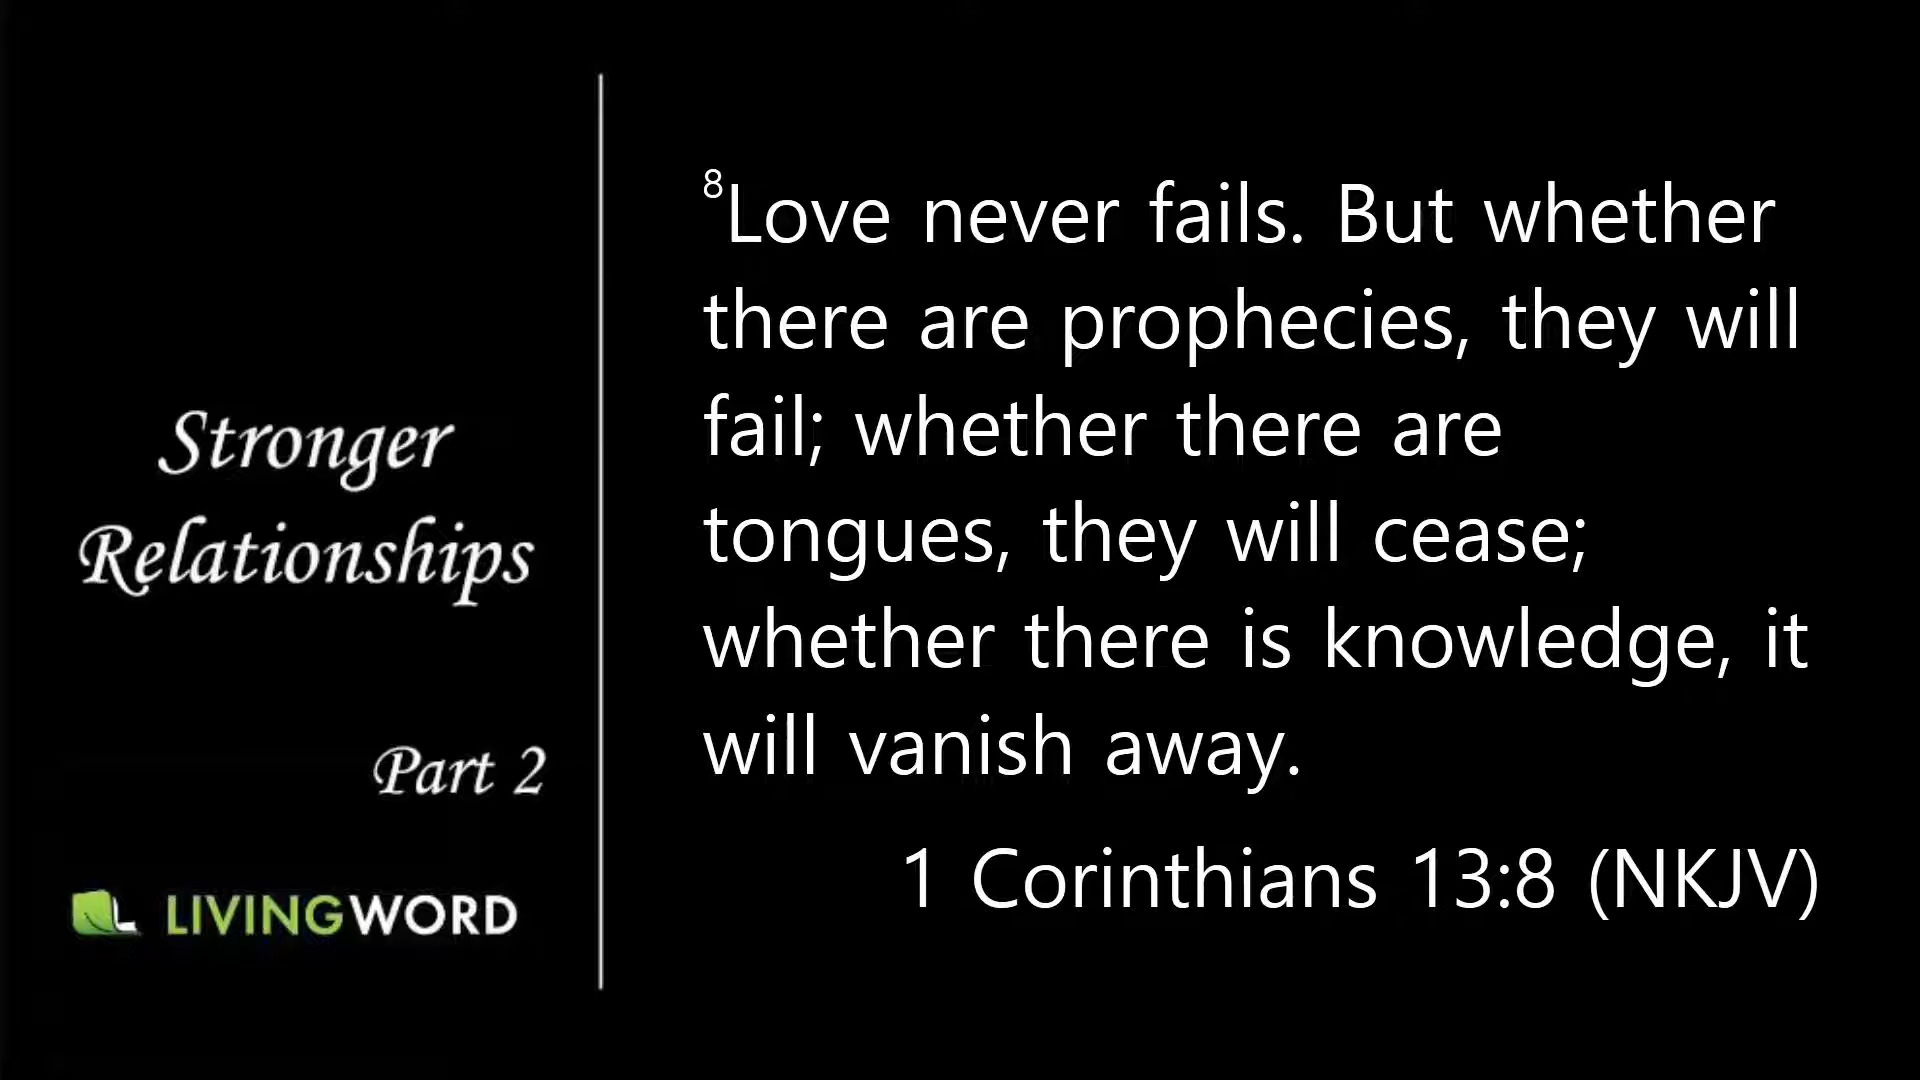 Stronger
Relationships
Part 2
LIVINGWORD
⁸Love never fails. But whether
there are prophecies, they will
fail; whether there are
tongues, they will cease;
whether there is knowledge, it
will vanish away.
1 Corinthians 13:8 (NKJV)